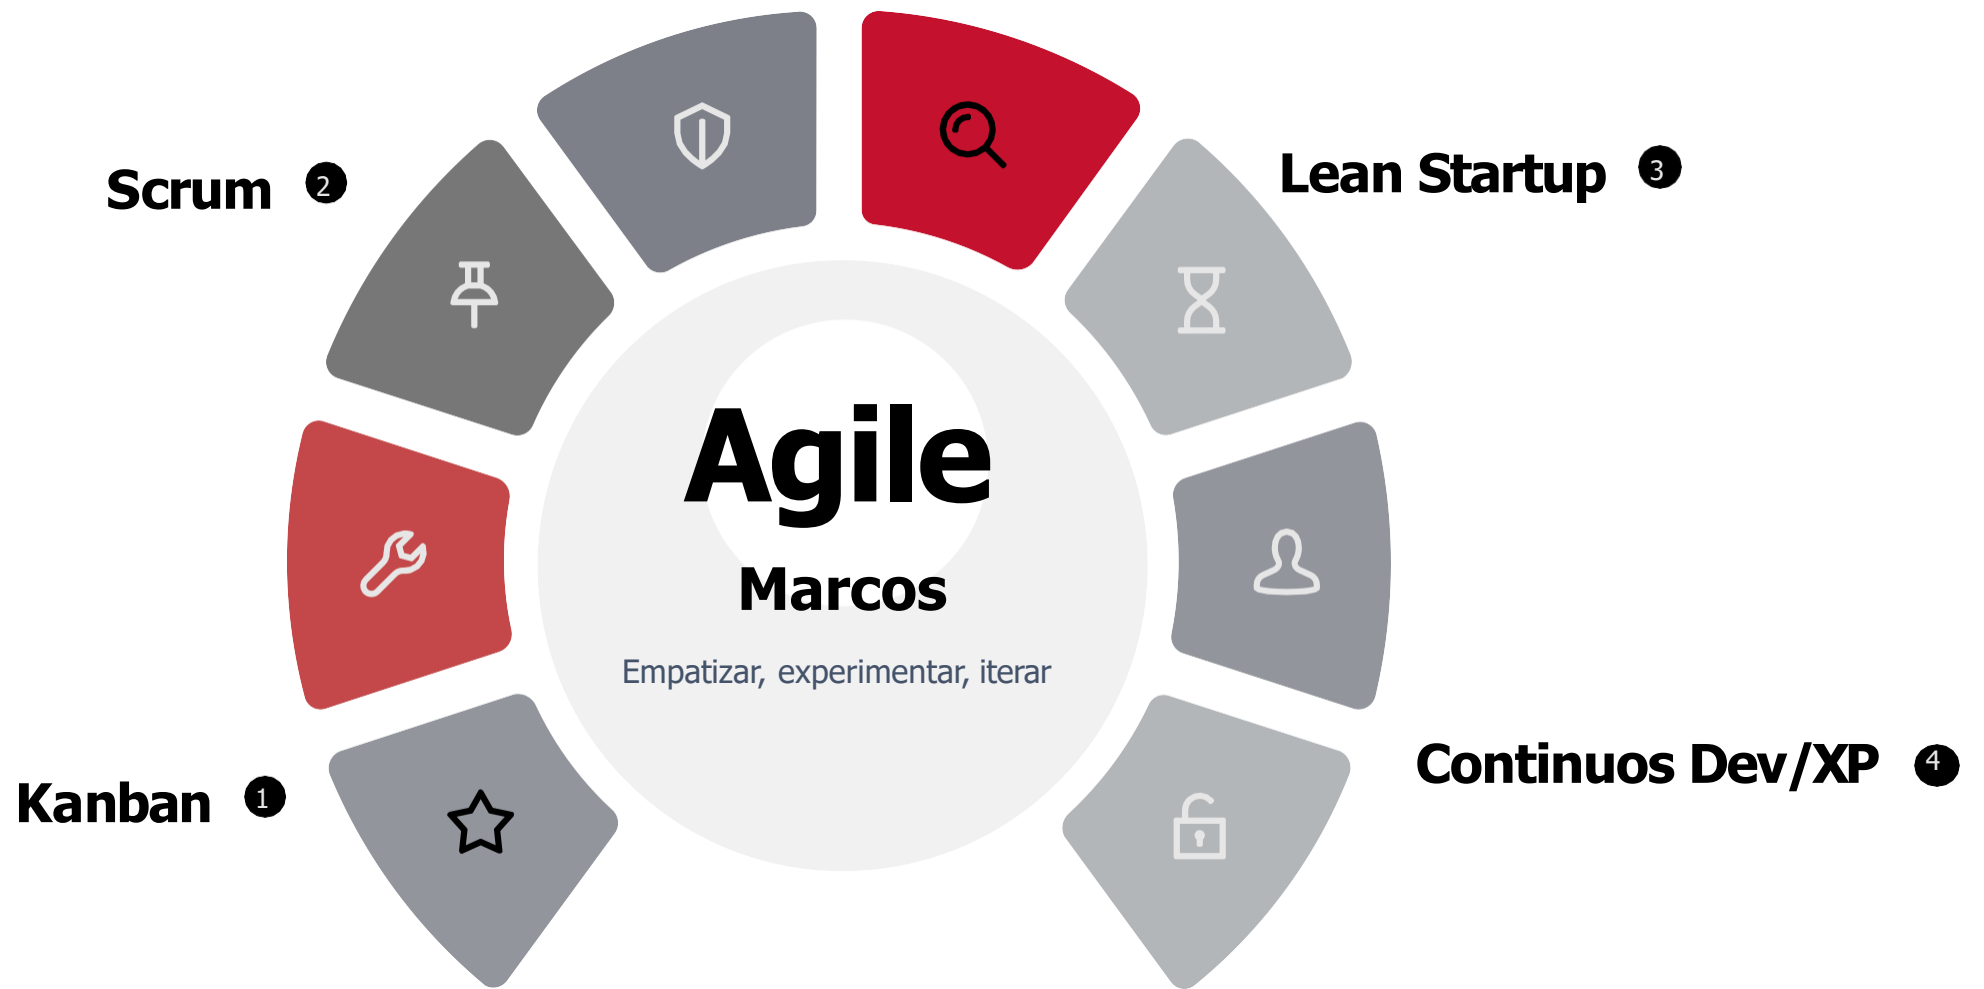 Scrum 2
Lean Startup 3
Agile
Marcos
Empatizar, experimentar, iterar
Kanban 1
Continuos Dev/XP 4